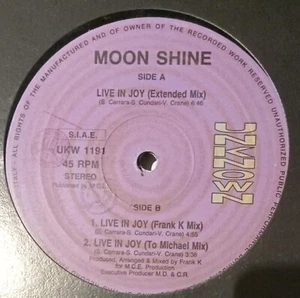 MOON SHINE
SIDE A
LIVE IN JOY (Extended Mix)
S. Carrara-S. Cundari-V. Crane) 6:46
S.I.A.E.
UKW 1191
45 RPM
STEREO
UNKNOWN
SIDE B
1. LIVE IN JOY (Frank K Mix)
S. Carrara-S. Cundari-V. Crane)
2. LIVE IN JOY (To Michael Mix)
S. Carrara-S. Cundari-V. Crane) 3:36
Produced, Arranged & Mixed by Frank K
for M.C.E. Production
Executive Producer M.D. & C.R.
ALL RIGHTS OF THE MANUFACTURER AND OF OWNER OF THE RECORDED WORK RESERVED UNAUTHORIZED PUBLIC